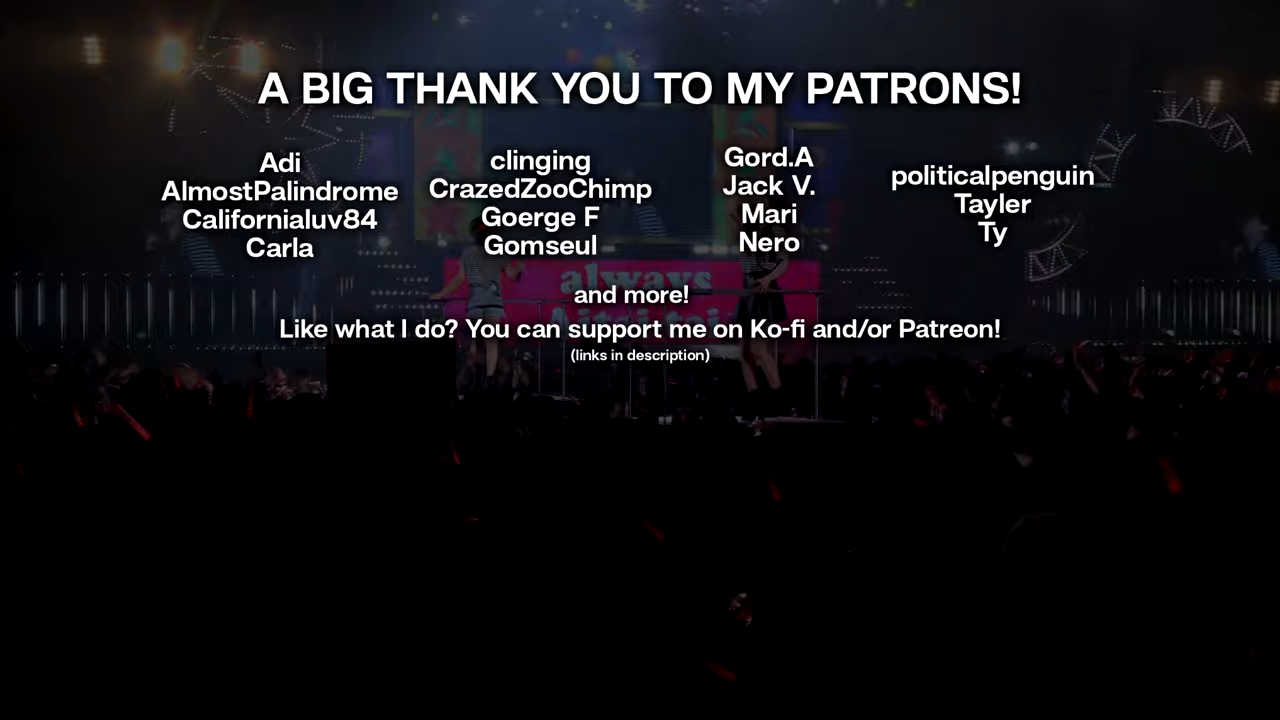 A BIG THANK YOU TO MY PATRONS!
Adi
AlmostPalindrome
Californialuv84
Carla
clinging
CrazedZooChimp
Goerge F
Gomseul
Gord.A
Jack V.
Mari
Nero
politicalpenguin
Tayler
Ty
always
and more!
Like what I do? You can support me on Ko-fi and/or Patreon!
(links in description)